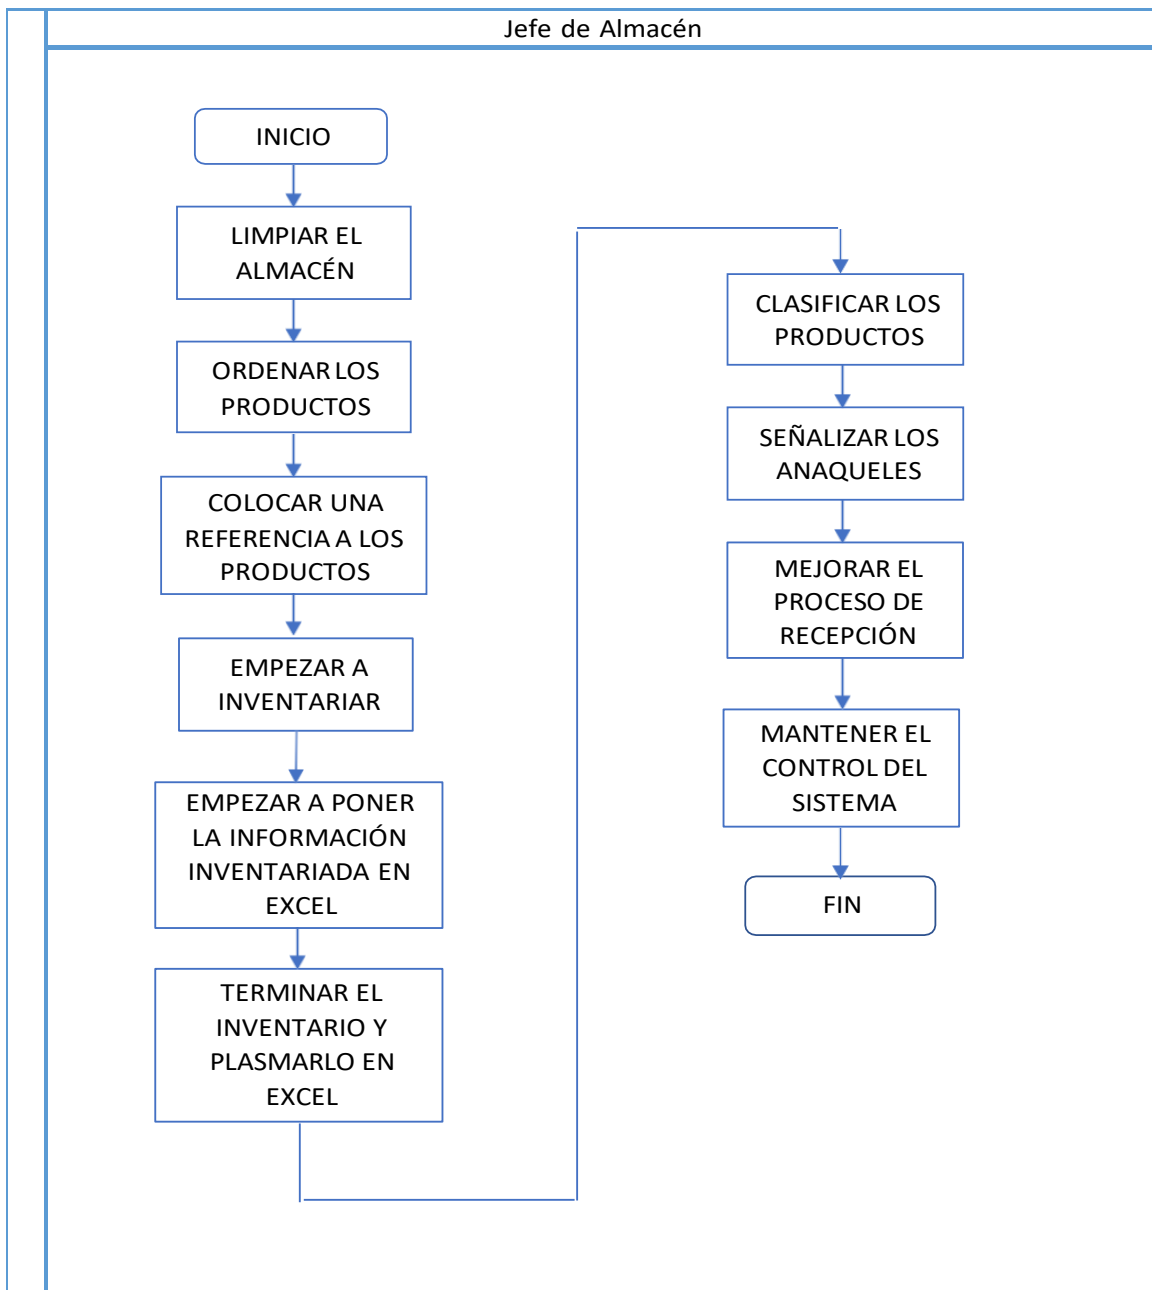 Jefe de Almacén
INICIO
LIMPIAR EL
ALMACÉN
ORDENAR LOS
PRODUCTOS
COLOCAR UNA
REFERENCIA A LOS
PRODUCTOS
EMPEZAR A
INVENTARIAR
EMPEZAR A PONER
LA INFORMACIÓN
INVENTARIADA EN
EXCEL
TERMINAR EL
INVENTARIO Y
PLASMARLO EN
EXCEL
CLASIFICAR LOS
PRODUCTOS
SEÑALIZAR LOS
ANAQUELES
MEJORAR EL
PROCESO DE
RECEPCIÓN
MANTENER EL
CONTROL DEL
SISTEMA
FIN